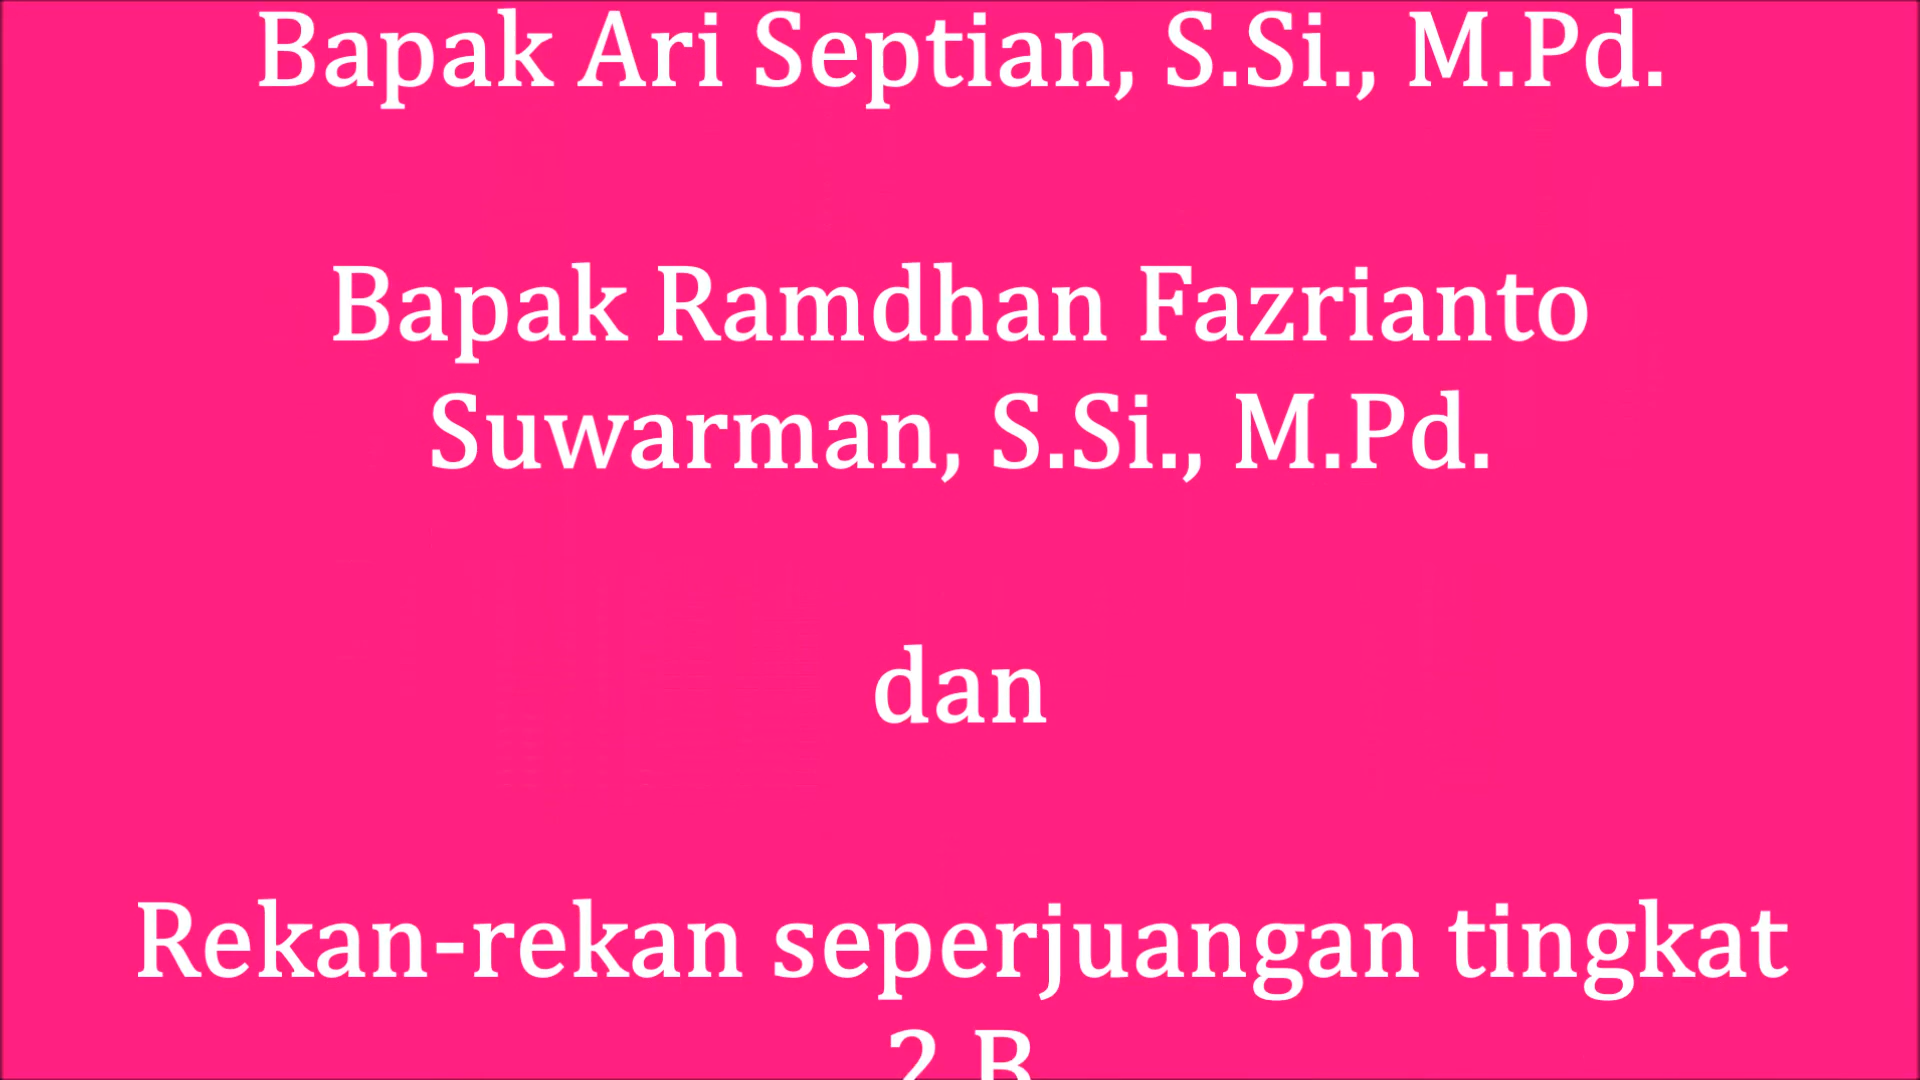 Bapak Ari Septian, S.Si., M.Pd.
Bapak Ramdhan Fazrianto
Suwarman, S.Si., M.Pd.
dan
Rekan-rekan seperjuangan tingkat
2 B